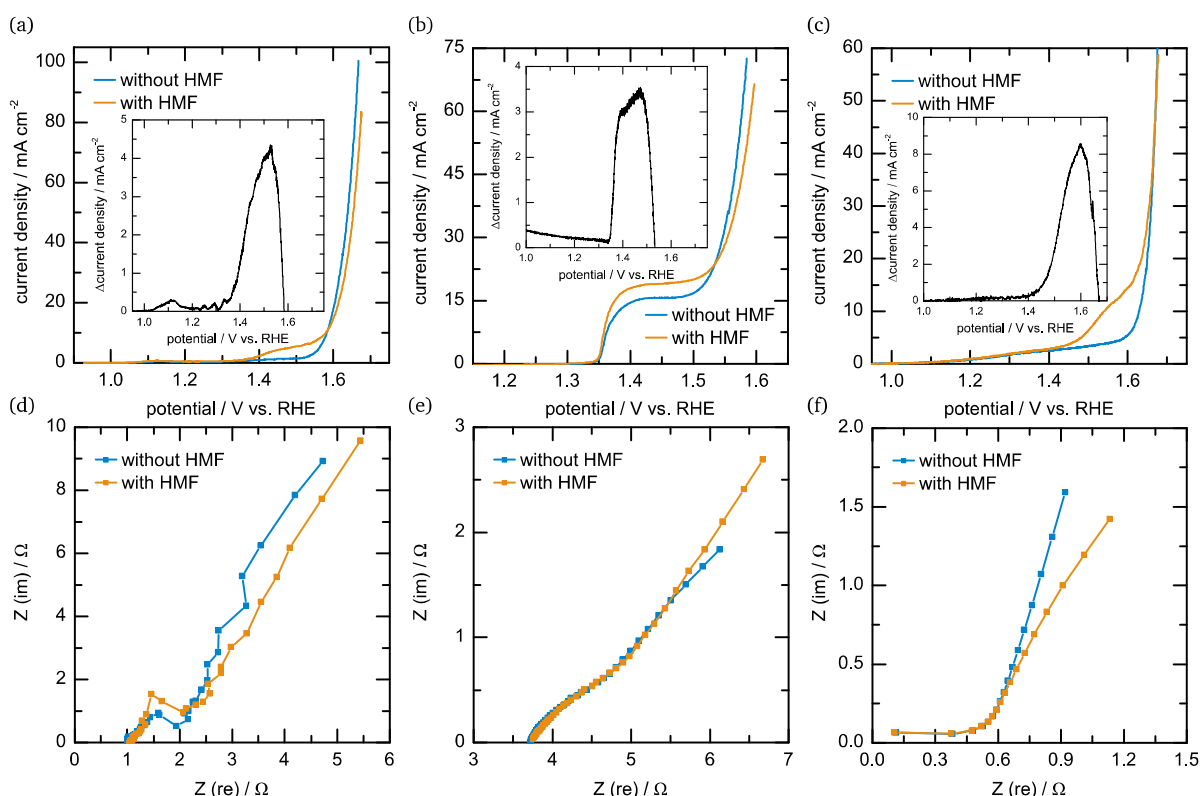 (a)
100
80
60
40
20
0
current density / mA cm⁻²
without HMF
with HMF
5
4
3
2
1
0
Δcurrent density / mA cm⁻²
1.0 1.2 1.4 1.6
potential / V vs. RHE
1.0 1.1 1.2 1.3 1.4 1.5 1.6
potential / V vs. RHE
(b)
75
60
45
30
15
0
current density / mA cm⁻²
4
3
2
1
0
Δcurrent density / mA cm⁻²
1.0 1.2 1.4 1.6
potential / V vs. RHE
without HMF
with HMF
1.2 1.3 1.4 1.5 1.6
potential / V vs. RHE
(c)
60
50
40
30
20
10
0
current density / mA cm⁻²
without HMF
with HMF
10
8
6
4
2
0
Δcurrent density / mA cm⁻²
1.0 1.2 1.4 1.6
potential / V vs. RHE
1.0 1.2 1.4 1.6
potential / V vs. RHE
(d)
10
8
6
4
2
0
Z (im) / Ω
without HMF
with HMF
0 1 2 3 4 5 6
Z (re) / Ω
(e)
3
2
1
0
Z (im) / Ω
without HMF
with HMF
3 4 5 6 7
Z (re) / Ω
(f)
2.0
1.5
1.0
0.5
0.0
Z (im) / Ω
without HMF
with HMF
0.0 0.3 0.6 0.9 1.2 1.5
Z (re) / Ω